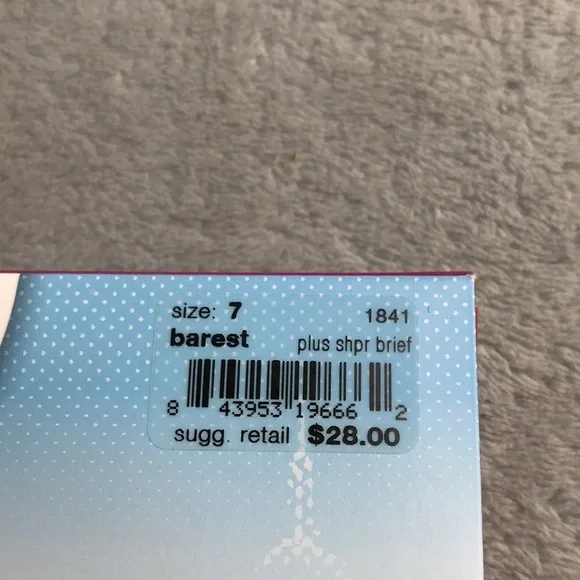 size: 7 1841
barest plus shpr brief
8 43953 19666 2
sugg. retail $28.00